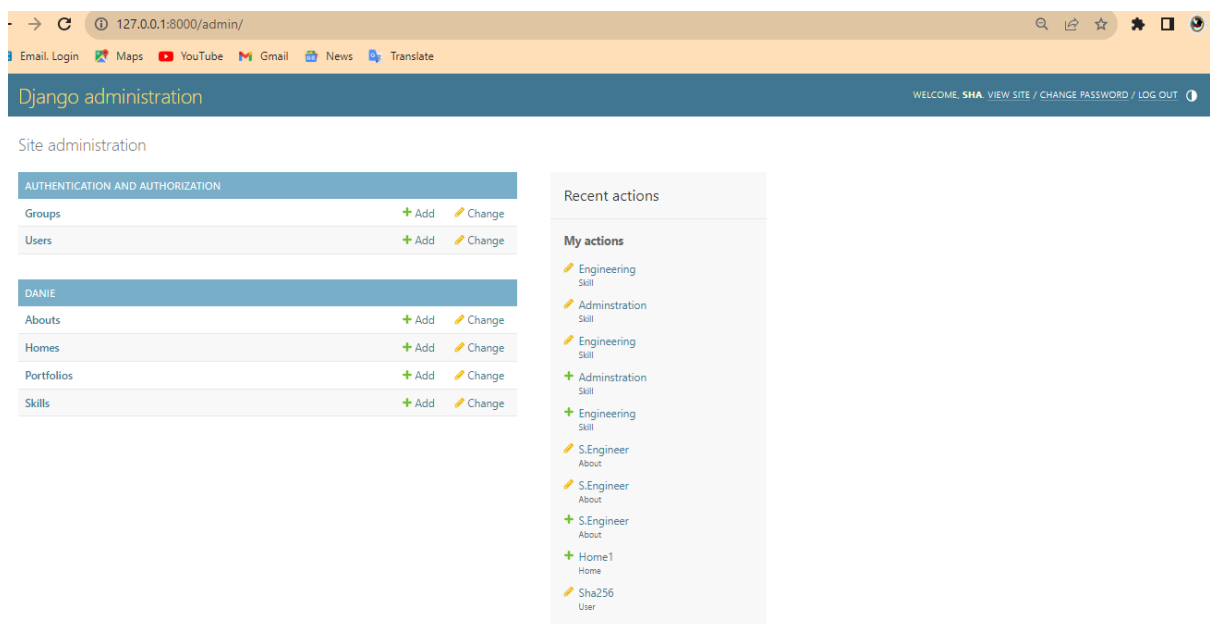 127.0.0.1:8000/admin/
Email. Login Maps YouTube Gmail News Translate
Django administration
WELCOME, SHA. VIEW SITE / CHANGE PASSWORD / LOG OUT
Site administration
AUTHENTICATION AND AUTHORIZATION
Groups + Add Change
Users + Add Change
DANIE
Abouts + Add Change
Homes + Add Change
Portfolios + Add Change
Skills + Add Change
Recent actions
My actions
Engineering
Skill
Adminstration
Skill
Engineering
Skill
+ Adminstration
Skill
+ Engineering
Skill
S.Engineer
About
S.Engineer
About
+ S.Engineer
About
+ Home1
Home
Sha256
User